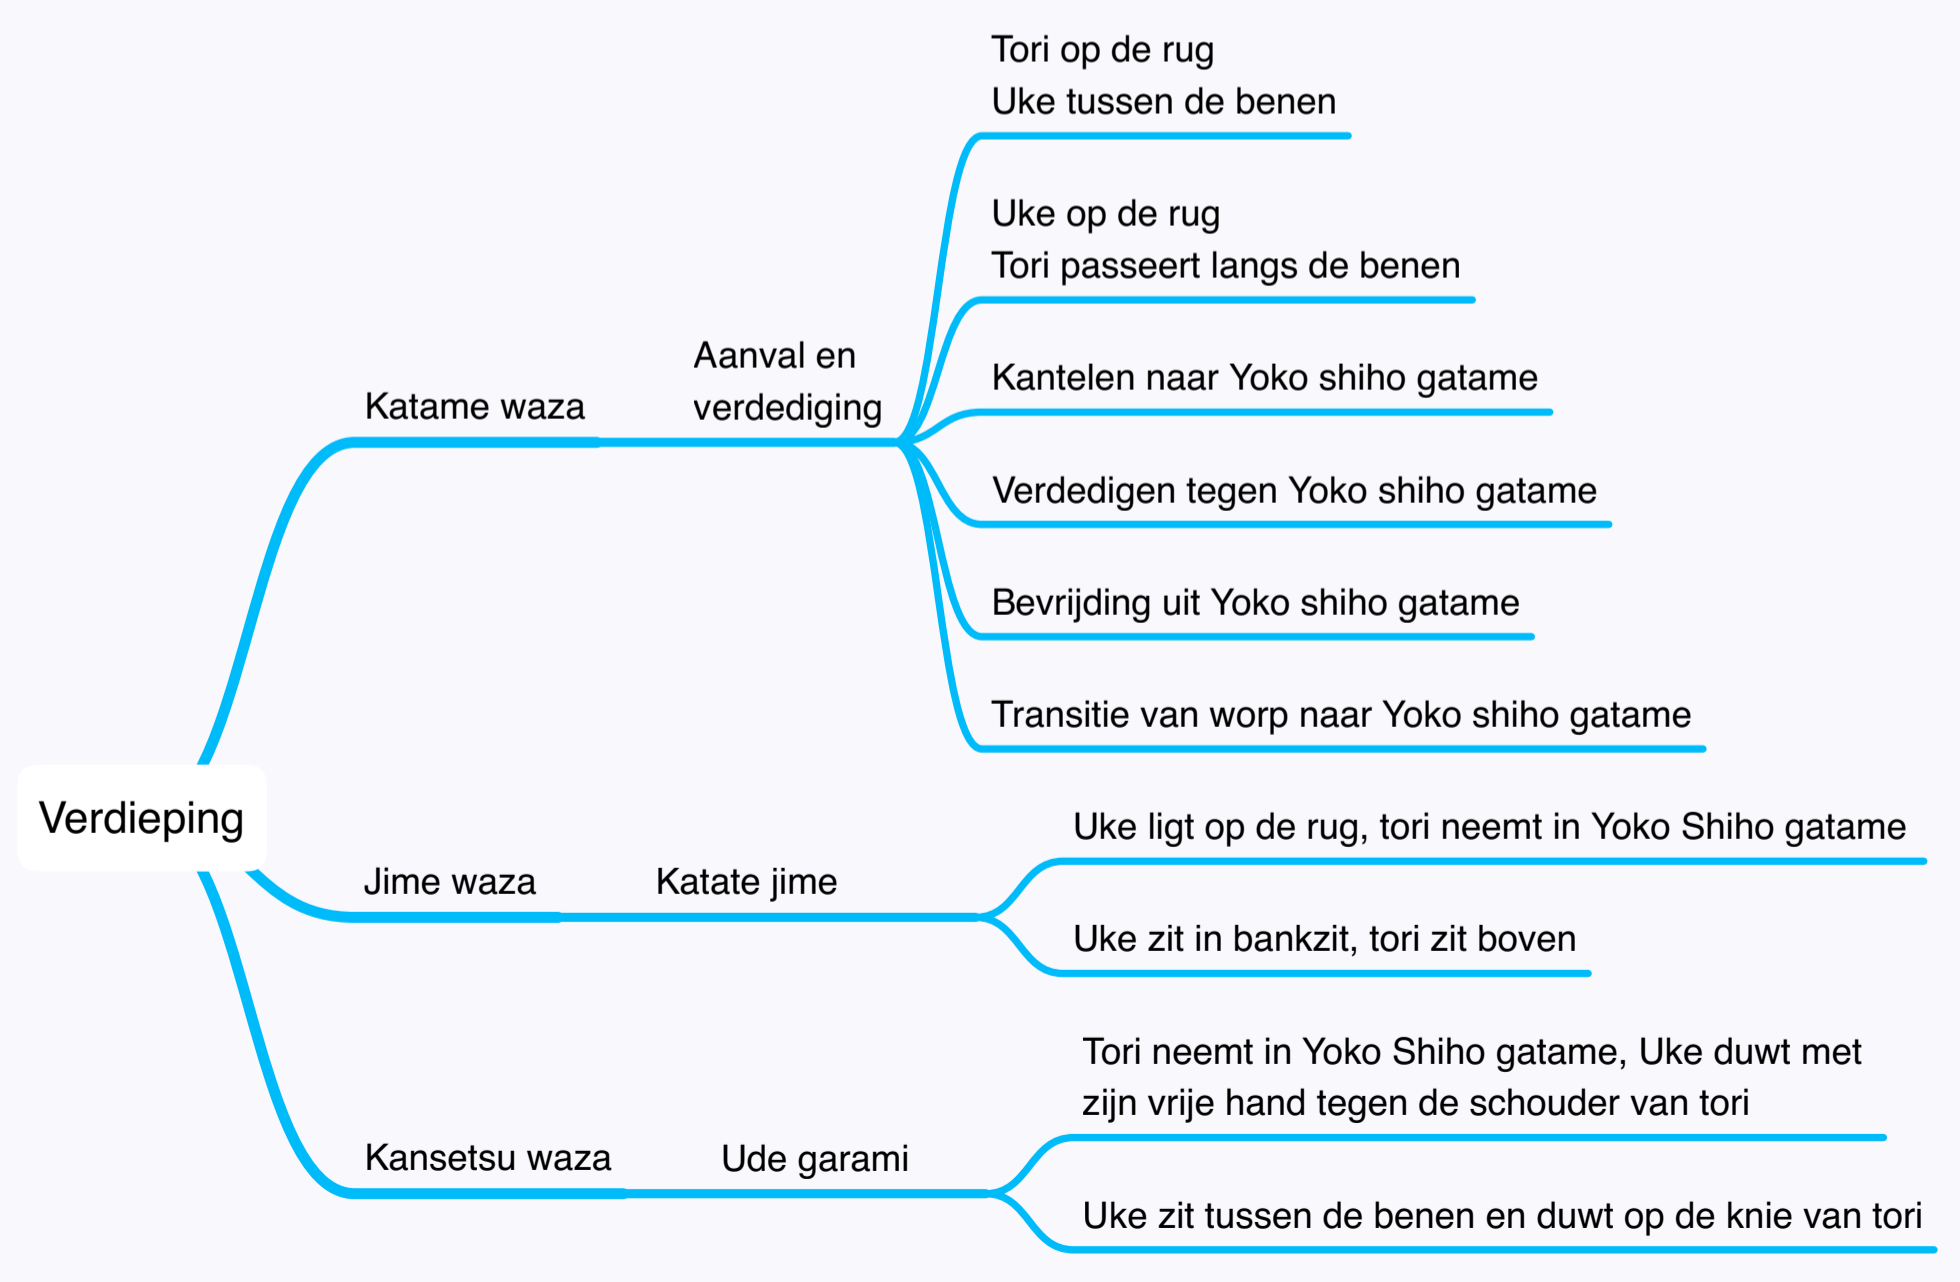 Tori op de rug
Uke tussen de benen
Uke op de rug
Tori passeert langs de benen
Aanval en
verdediging
Katame waza
Kantelen naar Yoko shiho gatame
Verdedigen tegen Yoko shiho gatame
Bevrijding uit Yoko shiho gatame
Transitie van worp naar Yoko shiho gatame
Verdieping
Uke ligt op de rug, tori neemt in Yoko Shiho gatame
Jime waza
Katate jime
Uke zit in bankzit, tori zit boven
Tori neemt in Yoko Shiho gatame, Uke duwt met
zijn vrije hand tegen de schouder van tori
Kansetsu waza
Ude garami
Uke zit tussen de benen en duwt op de knie van tori